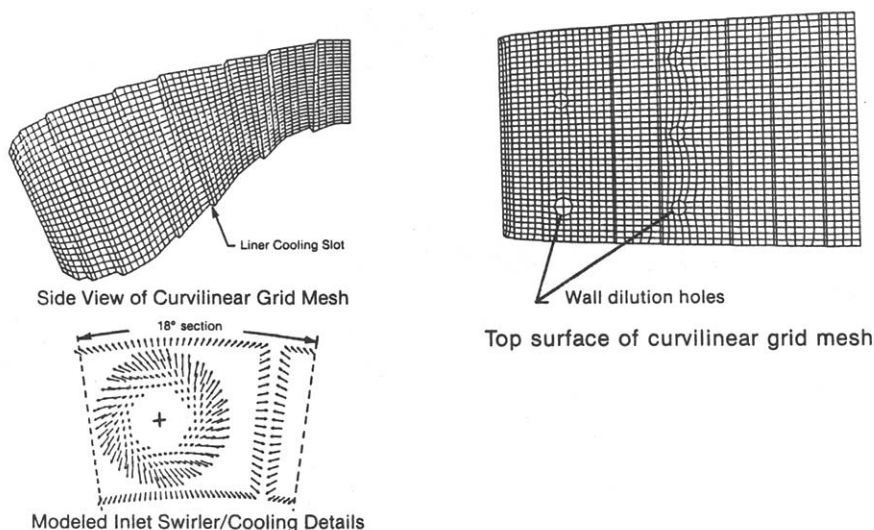 Liner Cooling Slot
Side View of Curvilinear Grid Mesh
Wall dilution holes
Top surface of curvilinear grid mesh
18° section
Modeled Inlet Swirler/Cooling Details